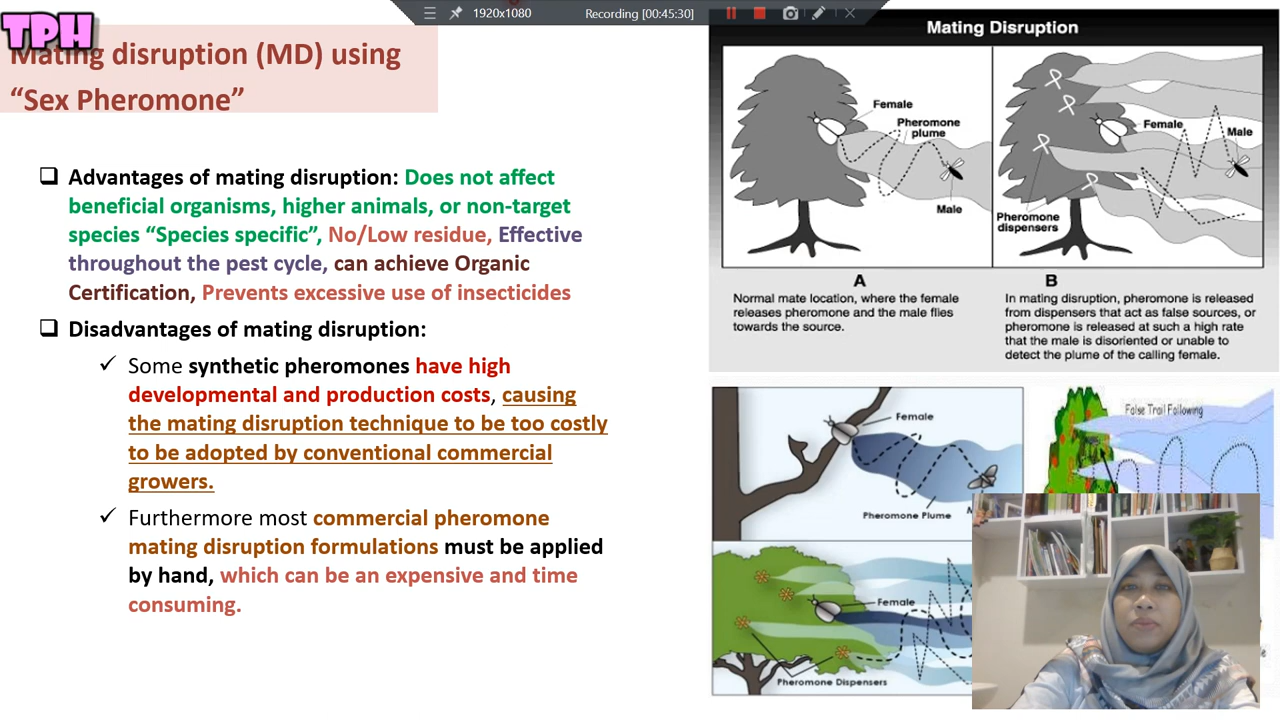 1920x1080
Recording [00:45:30]
TPH
Mating disruption (MD) using
“Sex Pheromone”
❑ Advantages of mating disruption: Does not affect
beneficial organisms, higher animals, or non-target
species “Species specific”, No/Low residue, Effective
throughout the pest cycle, can achieve Organic
Certification, Prevents excessive use of insecticides
❑ Disadvantages of mating disruption:
✓ Some synthetic pheromones have high
developmental and production costs, causing
the mating disruption technique to be too costly
to be adopted by conventional commercial
growers.
✓ Furthermore most commercial pheromone
mating disruption formulations must be applied
by hand, which can be an expensive and time
consuming.
Mating Disruption
Female
Pheromone
plume
Male
Female
Male
Pheromone
dispensers
A
Normal mate location, where the female
releases pheromone and the male flies
towards the source.
B
In mating disruption, pheromone is released
from dispensers that act as false sources, or
pheromone is released at such a high rate
that the male is disoriented or unable to
detect the plume of the calling female.
Female
Pheromone Plume
Female
Pheromone Dispensers
False Trail Following